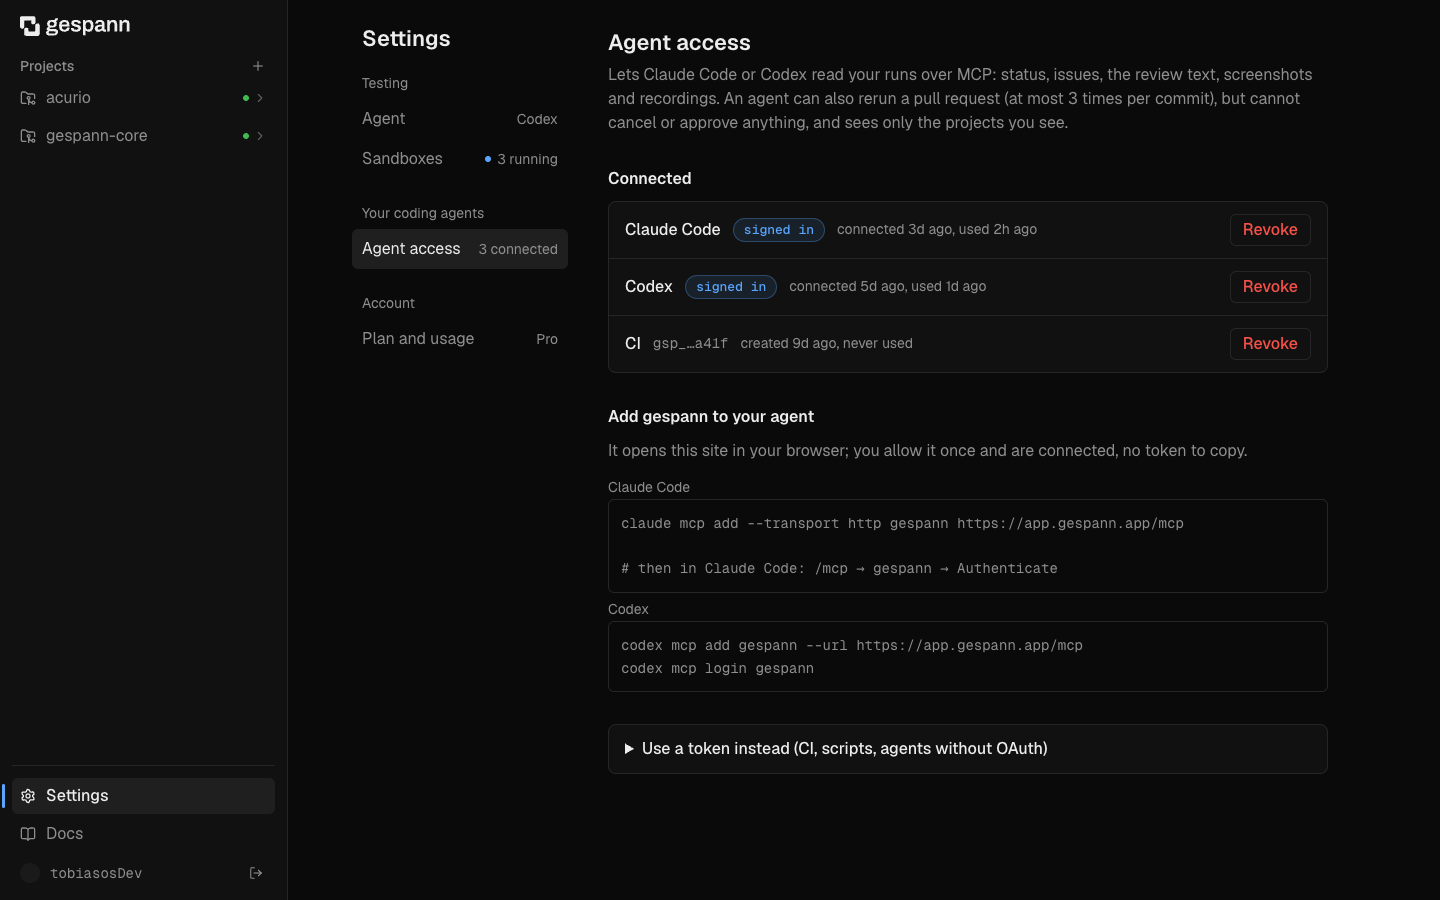 gespann
Projects
acurio
gespann-core
Settings
Docs
tobiasosDev
Settings
Testing
Agent Codex
Sandboxes 3 running
Your coding agents
Agent access 3 connected
Account
Plan and usage Pro
Agent access
Lets Claude Code or Codex read your runs over MCP: status, issues, the review text, screenshots
and recordings. An agent can also rerun a pull request (at most 3 times per commit), but cannot
cancel or approve anything, and sees only the projects you see.
Connected
Claude Code signed in connected 3d ago, used 2h ago Revoke
Codex signed in connected 5d ago, used 1d ago Revoke
CI gsp_…a41f created 9d ago, never used Revoke
Add gespann to your agent
It opens this site in your browser; you allow it once and are connected, no token to copy.
Claude Code
claude mcp add --transport http gespann https://app.gespann.app/mcp
# then in Claude Code: /mcp → gespann → Authenticate
Codex
codex mcp add gespann --url https://app.gespann.app/mcp
codex mcp login gespann
Use a token instead (CI, scripts, agents without OAuth)